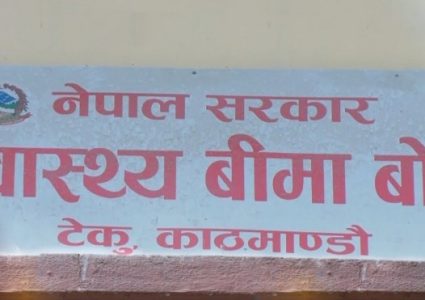 नेपाल सरकार
वास्थ्य बीमा बो
टेकु, काठमाण्डौ